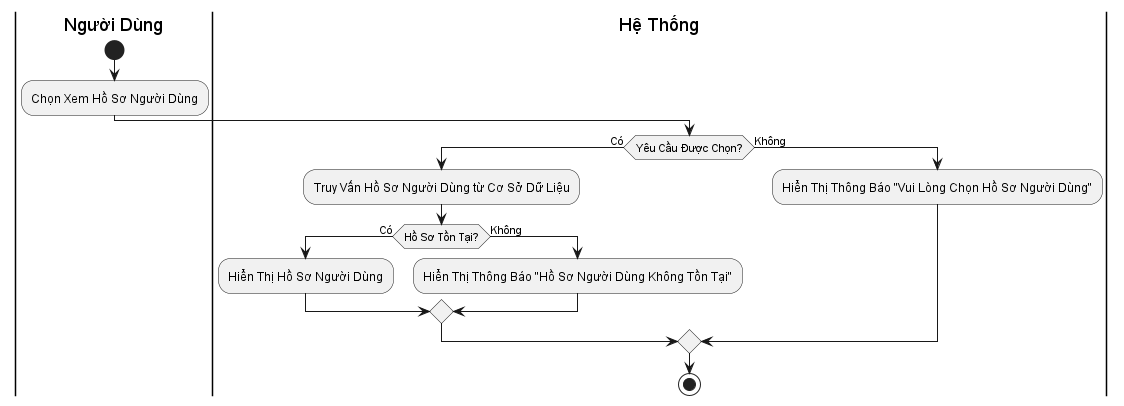 Người Dùng
Hệ Thống
Chọn Xem Hồ Sơ Người Dùng
Có
Yêu Cầu Được Chọn?
Không
Truy Vấn Hồ Sơ Người Dùng từ Cơ Sở Dữ Liệu
Hiển Thị Thông Báo "Vui Lòng Chọn Hồ Sơ Người Dùng"
Có
Hồ Sơ Tồn Tại?
Không
Hiển Thị Hồ Sơ Người Dùng
Hiển Thị Thông Báo "Hồ Sơ Người Dùng Không Tồn Tại"